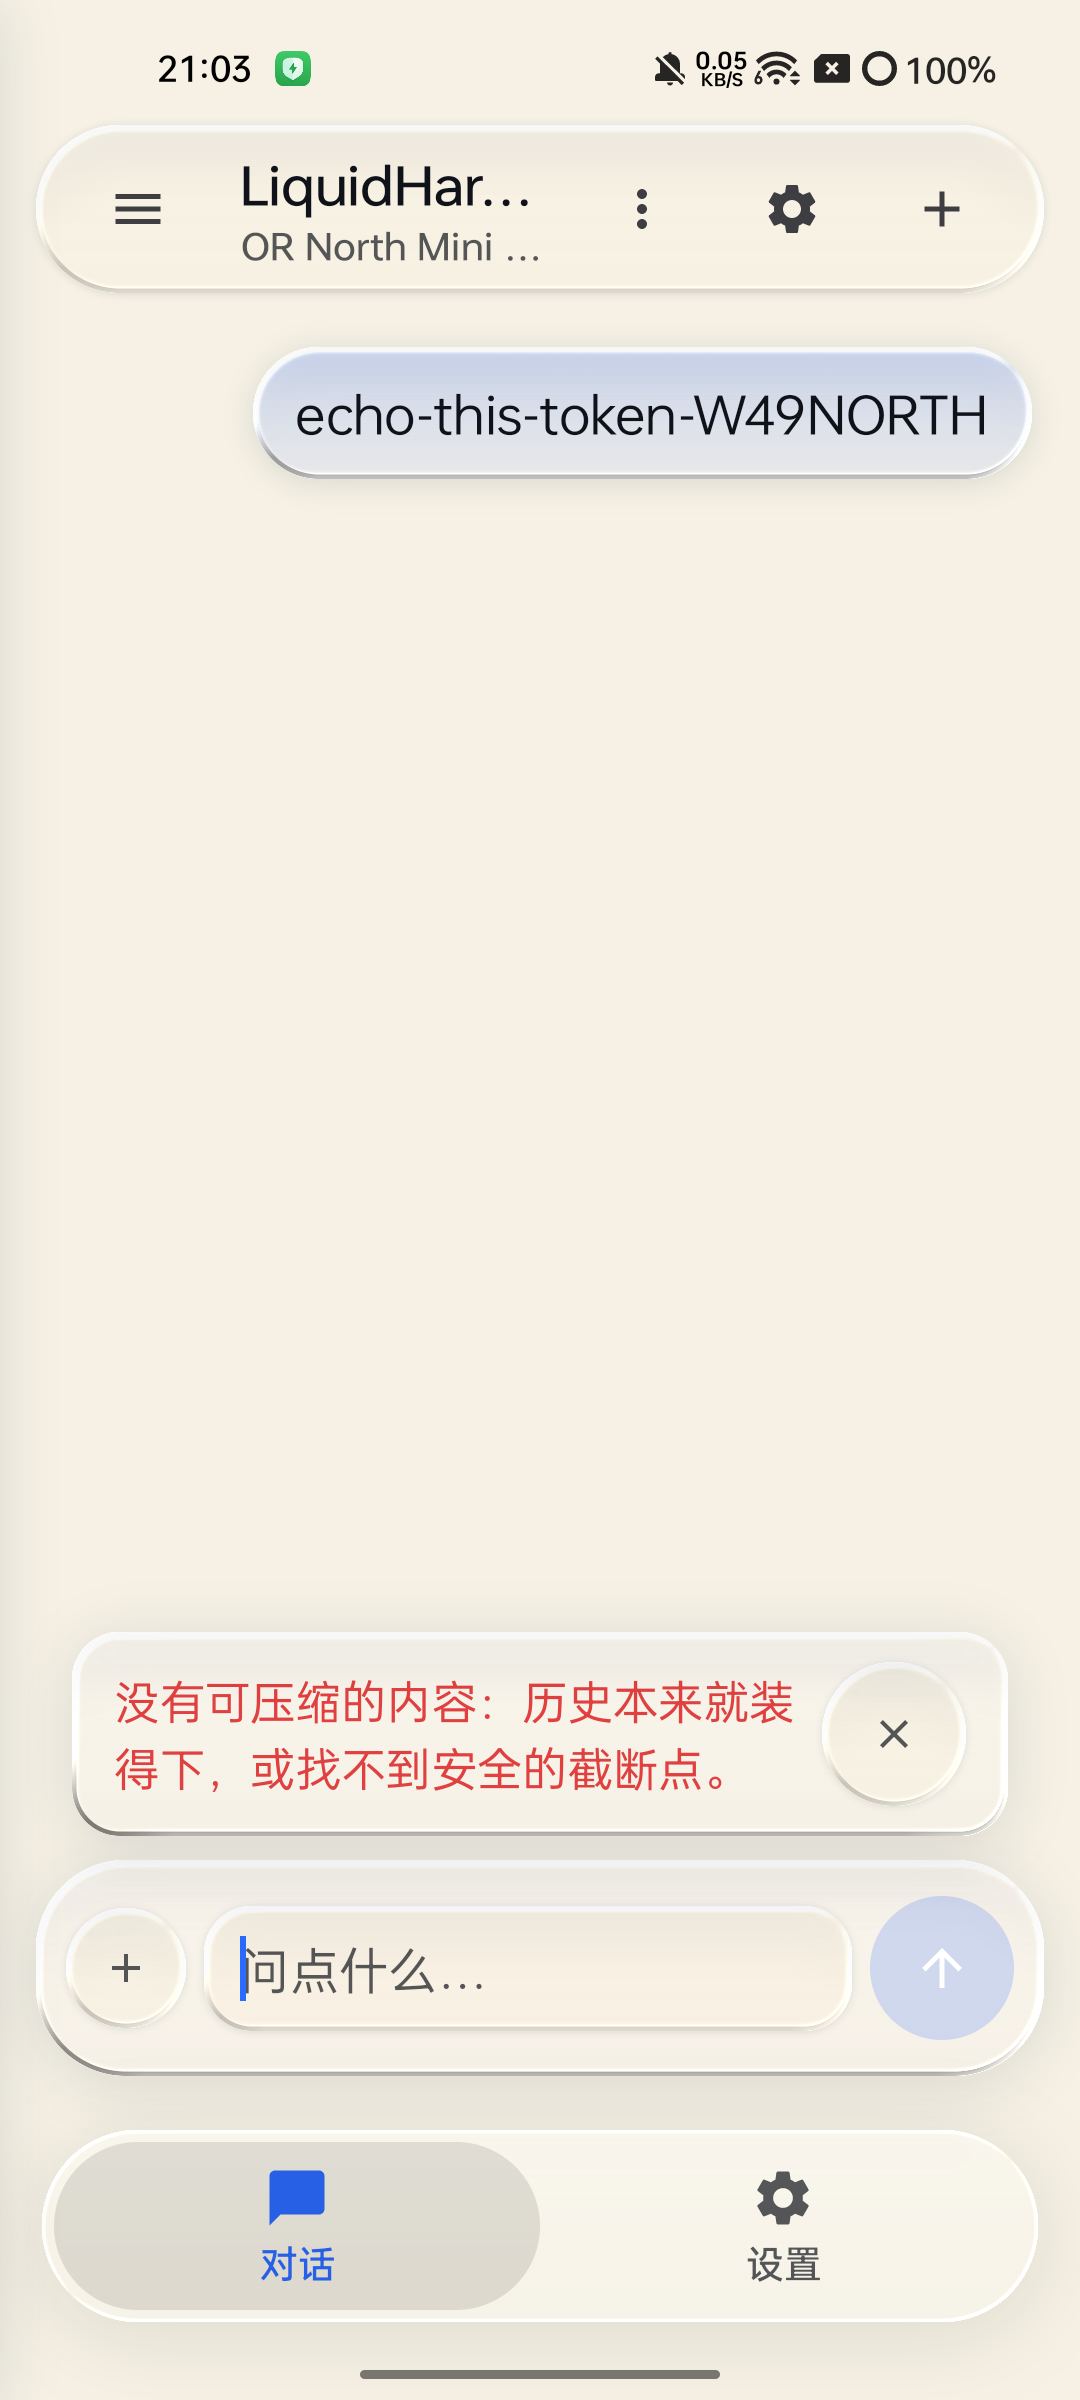 21:03
0.05
KB/S
6
100%
LiquidHar...
OR North Mini ...
echo-this-token-W49NORTH
没有可压缩的内容：历史本来就装
得下，或找不到安全的截断点。
问点什么...
对话
设置